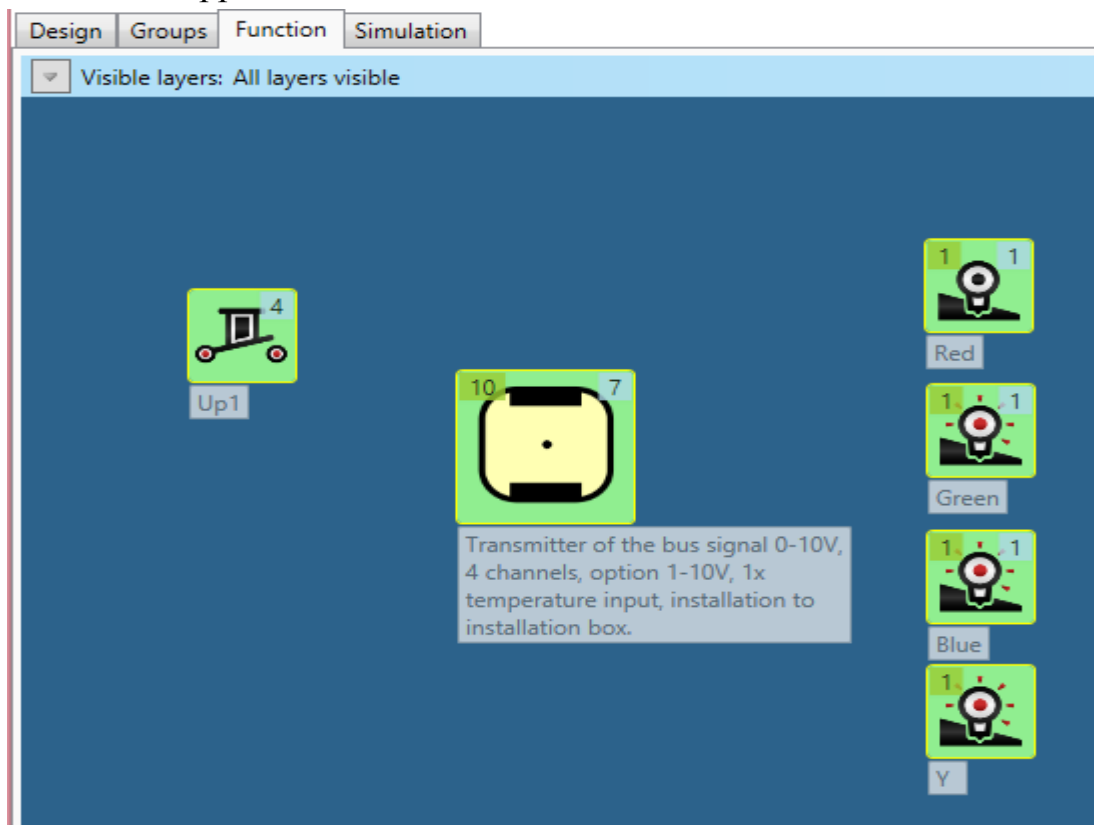 Design Groups Function Simulation
Visible layers: All layers visible
4
Up1
10 7
Transmitter of the bus signal 0-10V,
4 channels, option 1-10V, 1x
temperature input, installation to
installation box.
1 1
Red
1 1
Green
1 1
Blue
1
Y